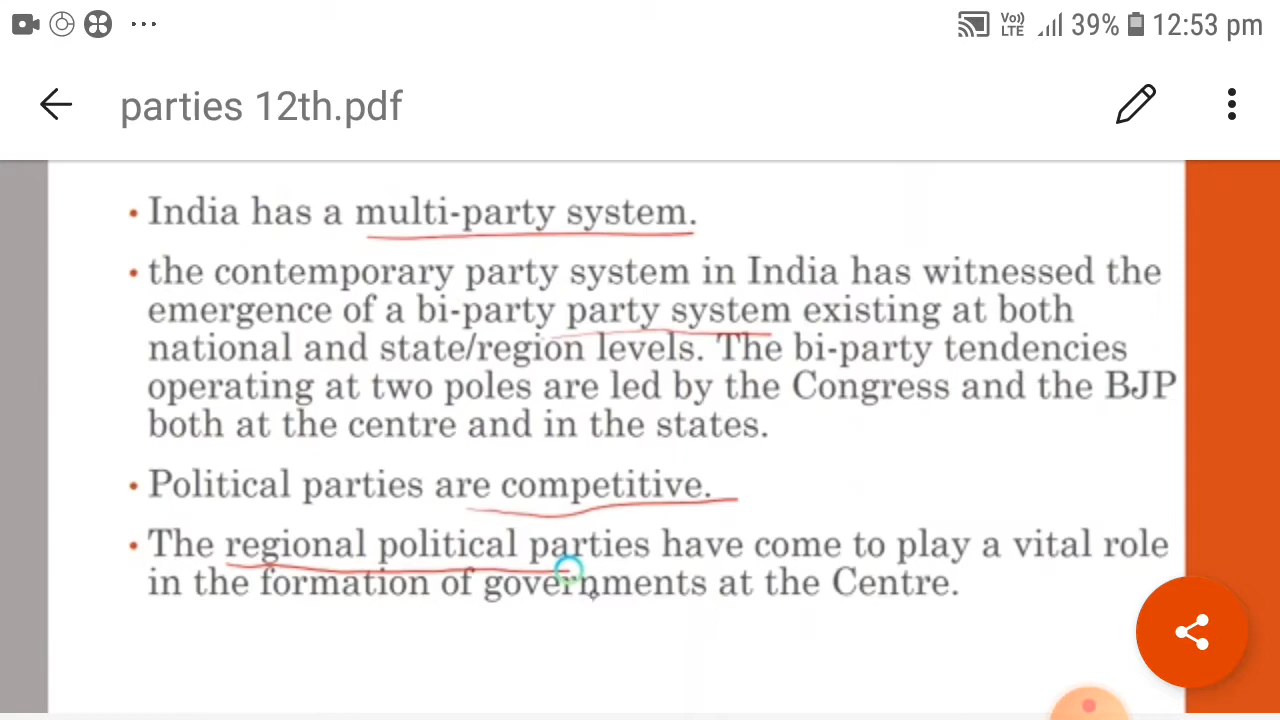 Vo)) LTE 39% 12:53 pm
parties 12th.pdf
• India has a multi-party system.
• the contemporary party system in India has witnessed the
emergence of a bi-party party system existing at both
national and state/region levels. The bi-party tendencies
operating at two poles are led by the Congress and the BJP
both at the centre and in the states.
• Political parties are competitive.
• The regional political parties have come to play a vital role
in the formation of governments at the Centre.